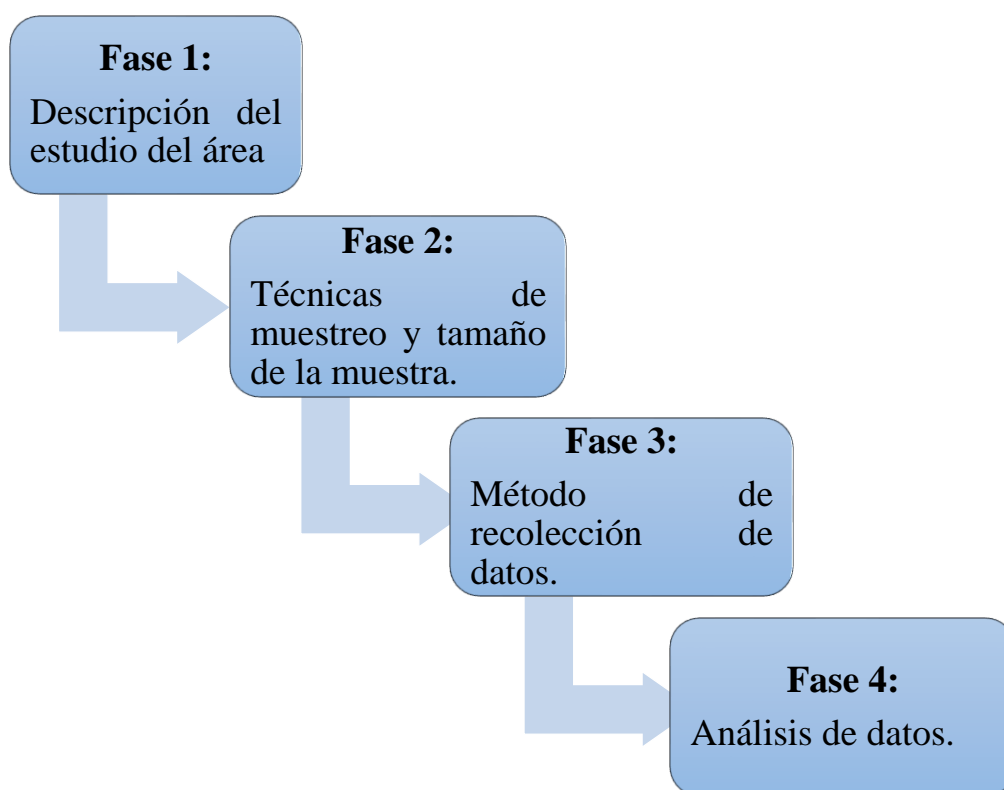 Fase 1:
Descripción del
estudio del área
Fase 2:
Técnicas de
muestreo y tamaño
de la muestra.
Fase 3:
Método de
recolección de
datos.
Fase 4:
Análisis de datos.